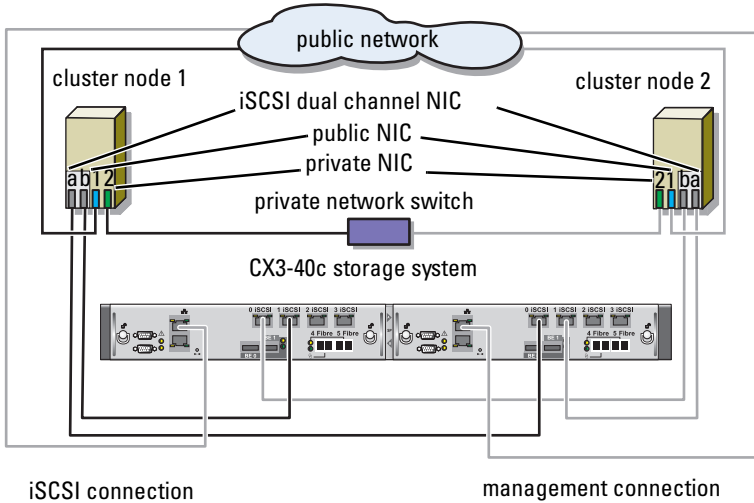 public network
cluster node 1
cluster node 2
iSCSI dual channel NIC
public NIC
private NIC
a b 1 2
2 1 b a
private network switch
CX3-40c storage system
0 iSCSI 1 iSCSI 2 iSCSI 3 iSCSI
0 iSCSI 1 iSCSI 2 iSCSI 3 iSCSI
4 Fibre 5 Fibre
4 Fibre 5 Fibre
iSCSI connection
management connection